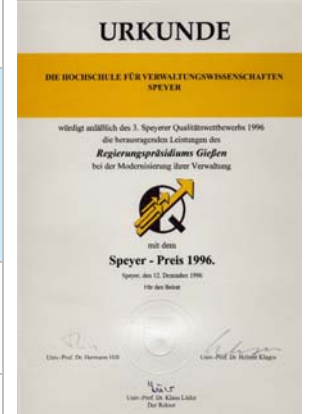 URKUNDE
DIE HOCHSCHULE FÜR VERWALTUNGSWISSENSCHAFTEN
SPEYER
würdigt anläßlich des 3. Speyerer Qualitätswettbewerbs 1996
die herausragenden Leistungen des
Regierungspräsidiums Gießen
bei der Modernisierung ihrer Verwaltung
Q
mit dem
Speyer - Preis 1996.
Speyer, den 12. Dezember 1996
Für den Beirat
Univ.-Prof. Dr. Hermann Hill
Univ.-Prof. Dr. Helmut Klages
Univ.-Prof. Dr. Klaus Lüder
Der Rektor